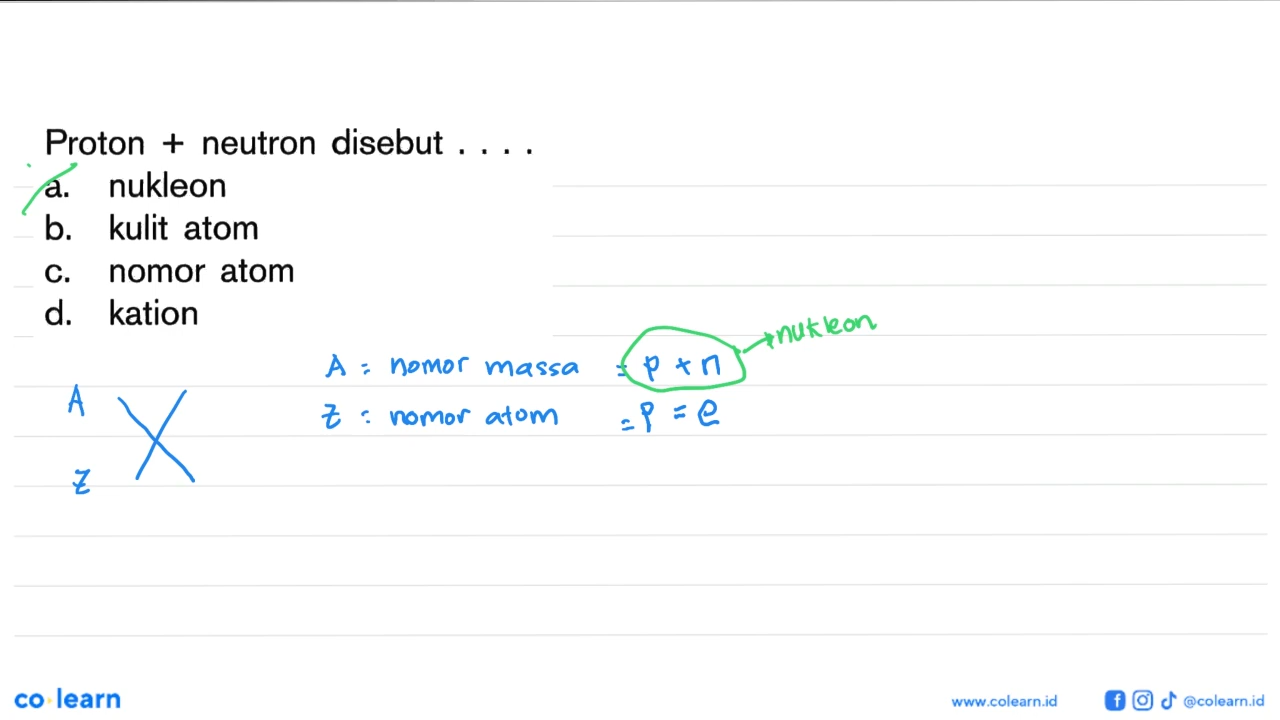 Proton + neutron disebut . . . .
a. nukleon
b. kulit atom
c. nomor atom
d. kation
nukleon
A : nomor massa = p + n
Z : nomor atom = p = e
A
X
Z
co learn
www.colearn.id
@colearn.id